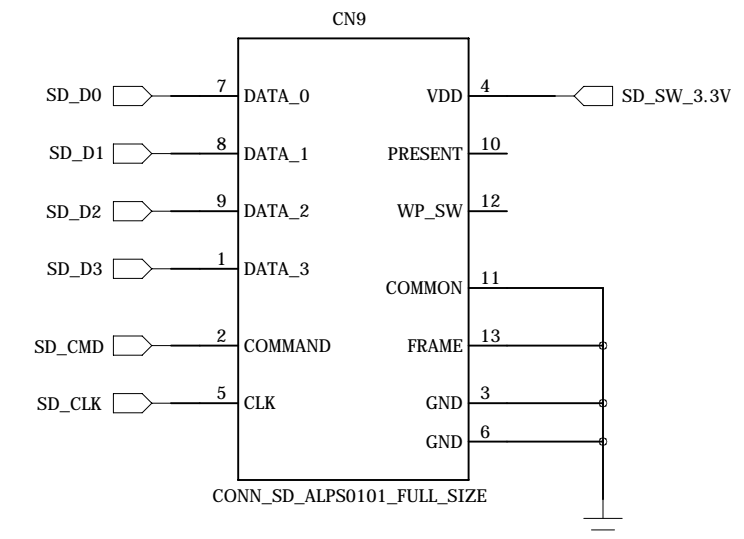 CN9
SD_D0 7 DATA_0 VDD 4 SD_SW_3.3V
SD_D1 8 DATA_1 PRESENT 10
SD_D2 9 DATA_2 WP_SW 12
SD_D3 1 DATA_3
COMMON 11
SD_CMD 2 COMMAND FRAME 13
SD_CLK 5 CLK GND 3
GND 6
CONN_SD_ALPS0101_FULL_SIZE